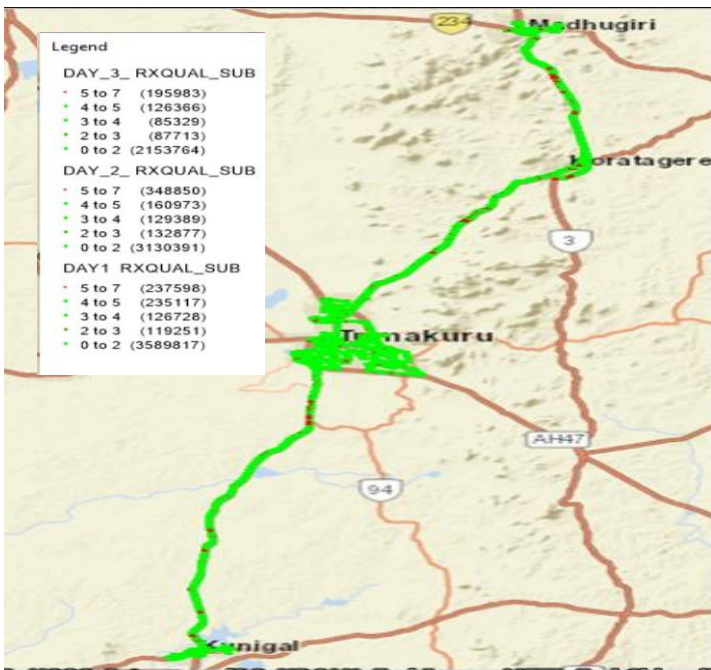 Legend
DAY_3_ RXQUAL_SUB
5 to 7 (195983)
4 to 5 (126366)
3 to 4 (85329)
2 to 3 (87713)
0 to 2 (2153764)
DAY_2_ RXQUAL_SUB
5 to 7 (348850)
4 to 5 (160973)
3 to 4 (129389)
2 to 3 (132877)
0 to 2 (3130391)
DAY1 RXQUAL_SUB
5 to 7 (237598)
4 to 5 (235117)
3 to 4 (126728)
2 to 3 (119251)
0 to 2 (3589817)
234
Madhugiri
Koratagere
3
Tumakuru
AH47
94
Kunigal